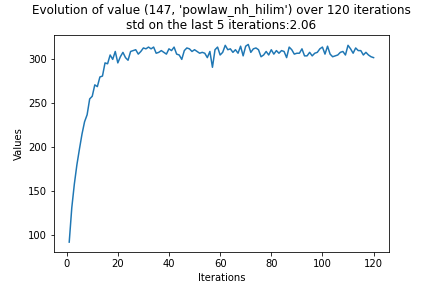 Evolution of value (147, 'powlaw_nh_hilim') over 120 iterations
std on the last 5 iterations:2.06
300
250
200
150
100
Values
0 20 40 60 80 100 120
Iterations